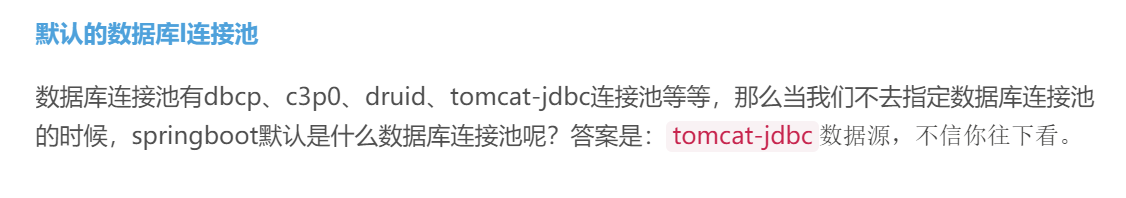 默认的数据库l连接池
数据库连接池有dbcp、c3p0、druid、tomcat-jdbc连接池等等，那么当我们不去指定数据库连接池
的时候，springboot默认是什么数据库连接池呢？答案是：tomcat-jdbc数据源，不信你往下看。